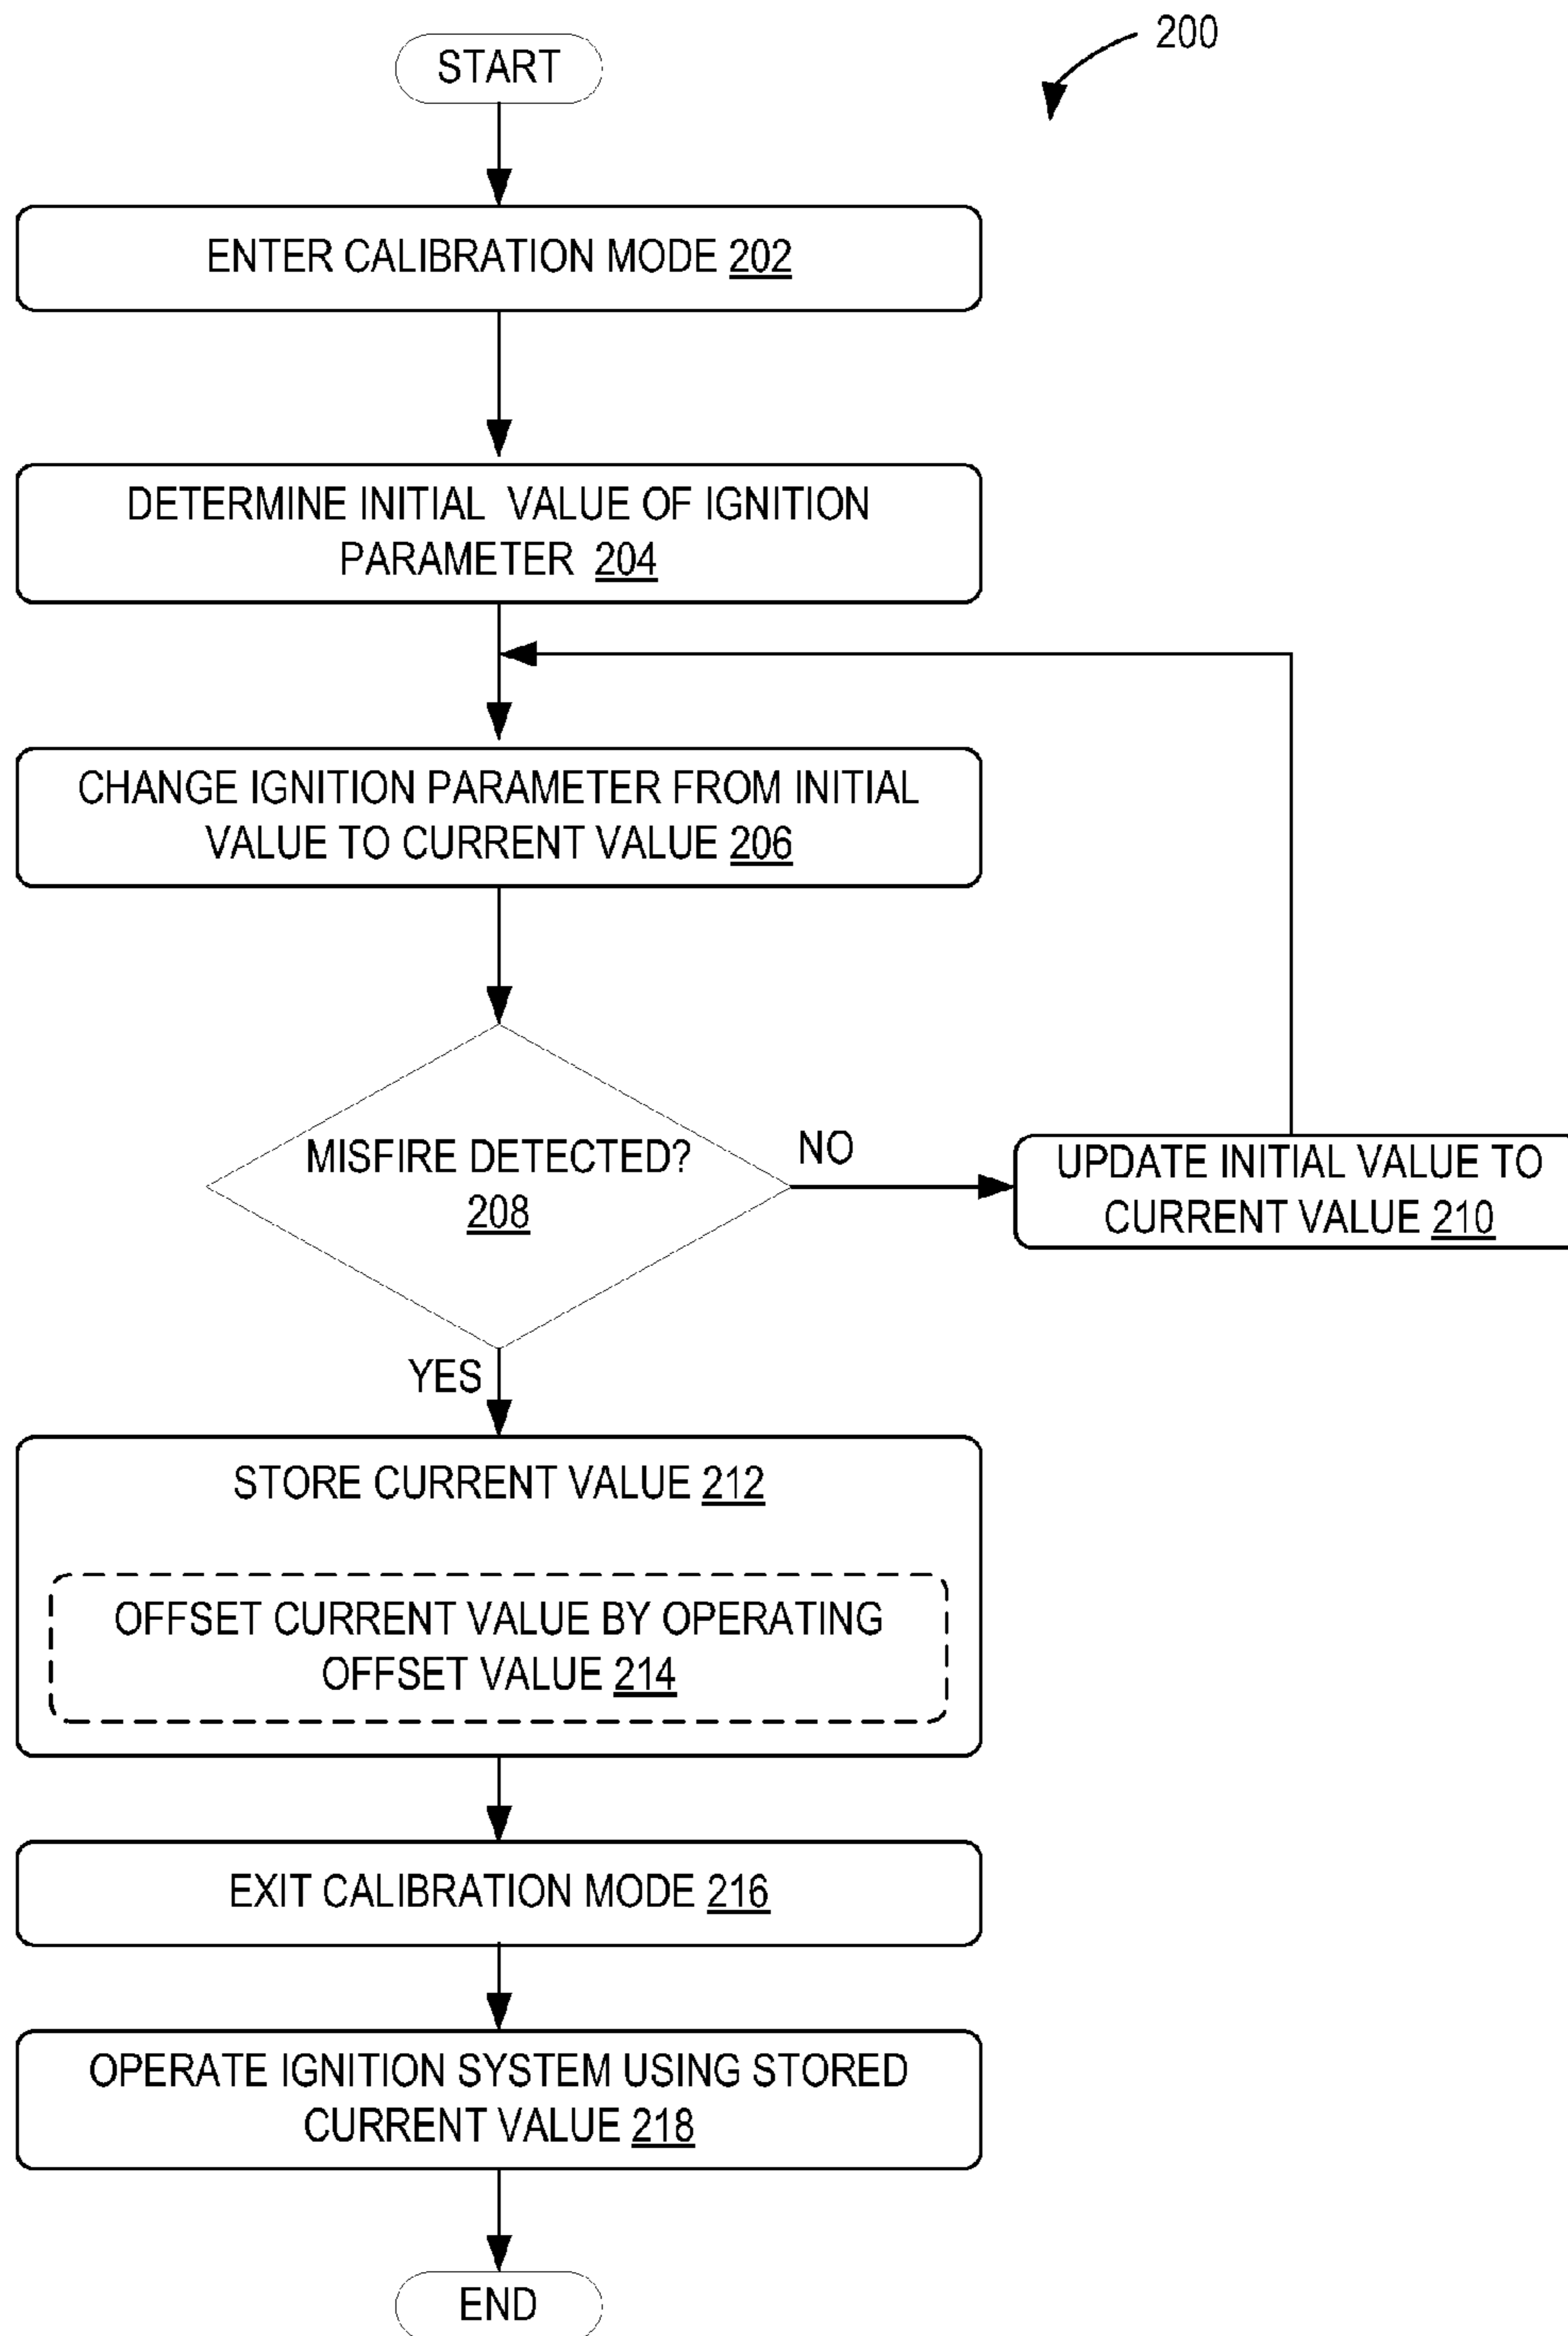 200
START
ENTER CALIBRATION MODE 202
DETERMINE INITIAL VALUE OF IGNITION
PARAMETER 204
CHANGE IGNITION PARAMETER FROM INITIAL
VALUE TO CURRENT VALUE 206
MISFIRE DETECTED?
208
NO
UPDATE INITIAL VALUE TO
CURRENT VALUE 210
YES
STORE CURRENT VALUE 212
OFFSET CURRENT VALUE BY OPERATING
OFFSET VALUE 214
EXIT CALIBRATION MODE 216
OPERATE IGNITION SYSTEM USING STORED
CURRENT VALUE 218
END